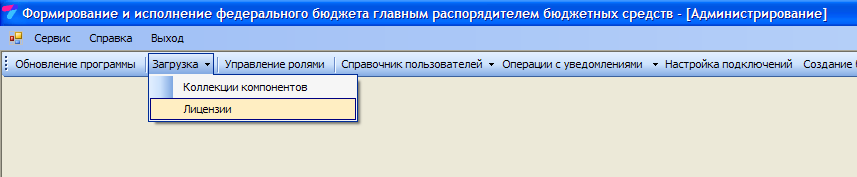 Формирование и исполнение федерального бюджета главным распорядителем бюджетных средств - [Администрирование]
Сервис Справка Выход
Обновление программы Загрузка Управление ролями Справочник пользователей Операции с уведомлениями Настройка подключений Создание
Коллекции компонентов
Лицензии